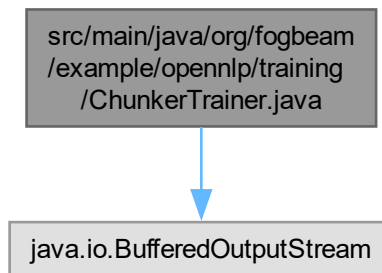 src/main/java/org/fogbeam
/example/opennlp/training
/ChunkerTrainer.java
java.io.BufferedOutputStream